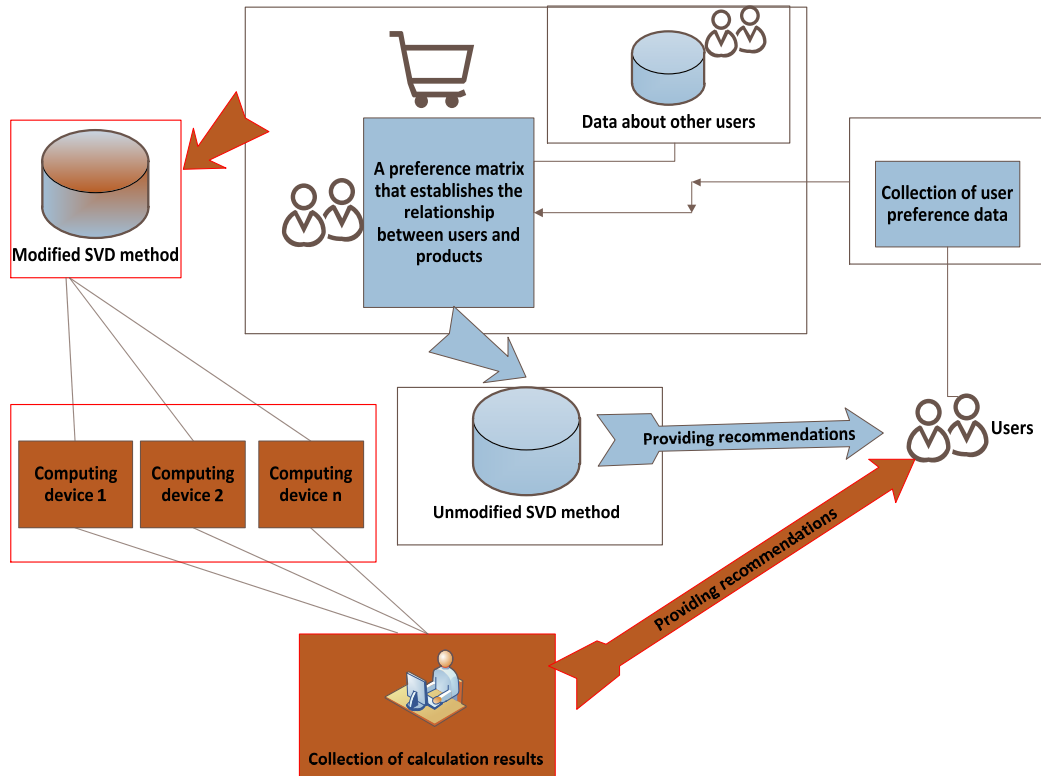 Data about other users
A preference matrix
that establishes the
relationship
between users and
products
Collection of user
preference data
Modified SVD method
Providing recommendations
Users
Computing
device 1
Computing
device 2
Computing
device n
Unmodified SVD method
Providing recommendations
Collection of calculation results